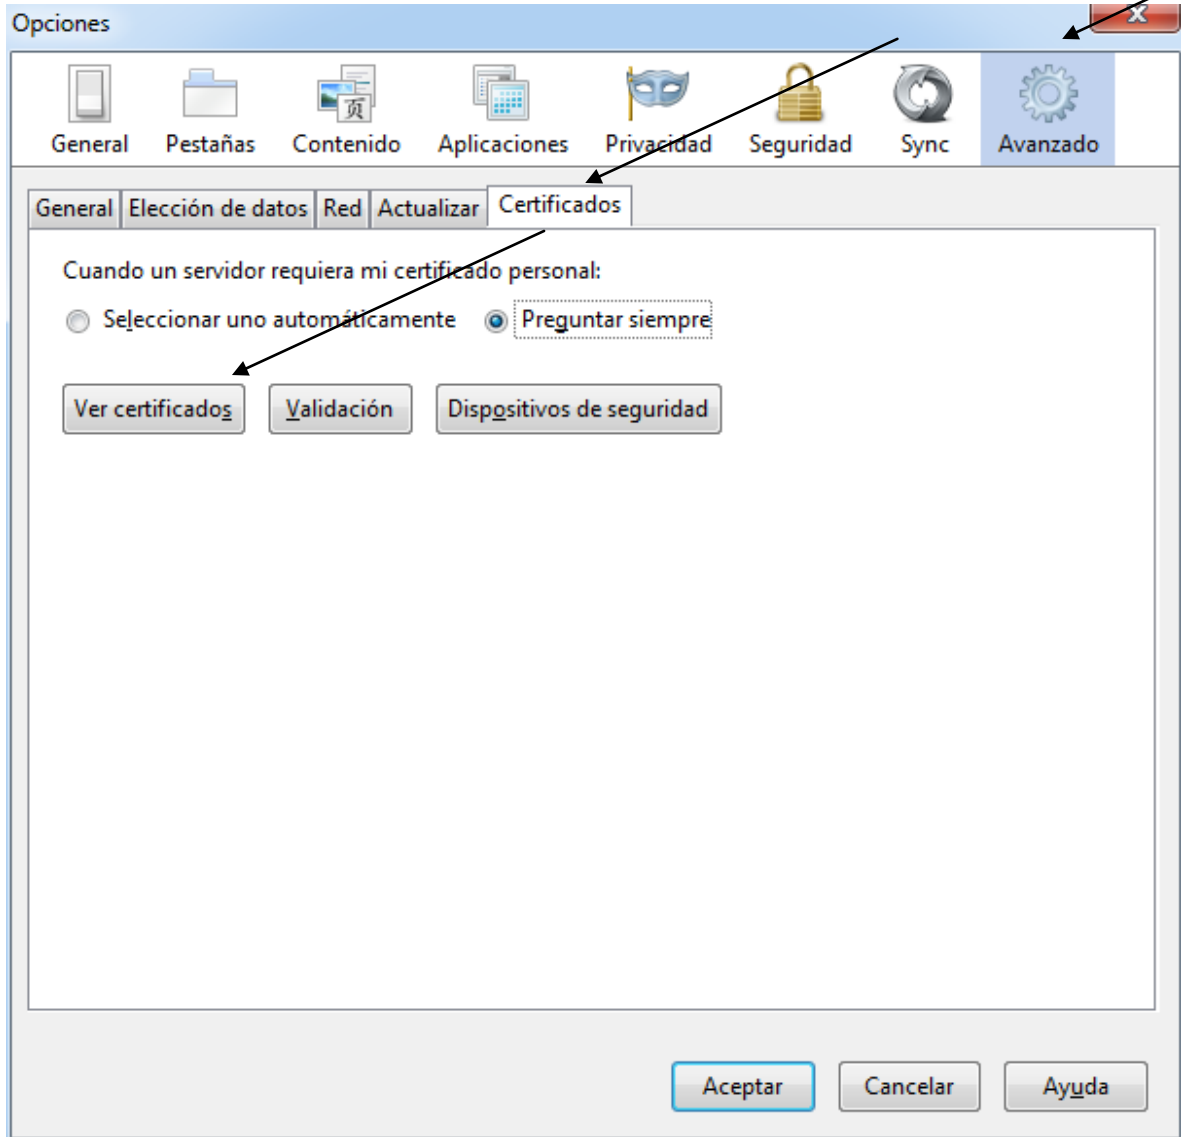 Opciones
x
页
General Pestañas Contenido Aplicaciones Privacidad Seguridad Sync Avanzado
General Elección de datos Red Actualizar Certificados
Cuando un servidor requiera mi certificado personal:
Seleccionar uno automáticamente Preguntar siempre
Ver certificados Validación Dispositivos de seguridad
Aceptar Cancelar Ayuda